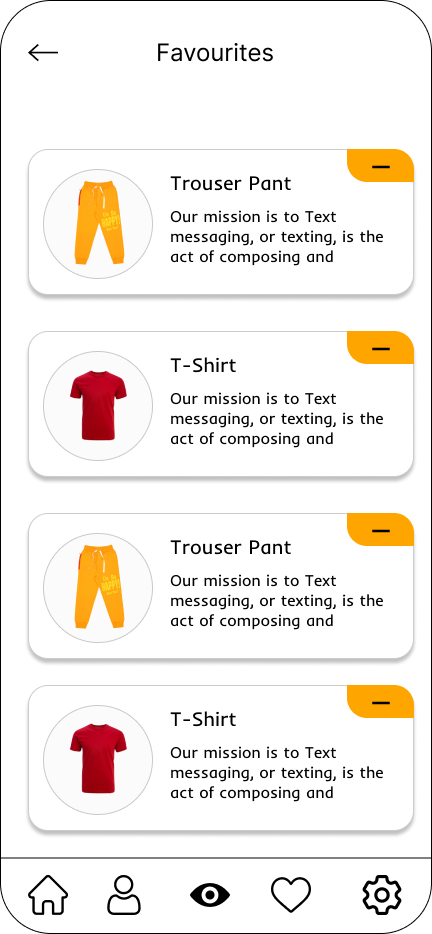 Favourites
Trouser Pant
Our mission is to Text
messaging, or texting, is the
act of composing and
T-Shirt
Our mission is to Text
messaging, or texting, is the
act of composing and
Trouser Pant
Our mission is to Text
messaging, or texting, is the
act of composing and
T-Shirt
Our mission is to Text
messaging, or texting, is the
act of composing and